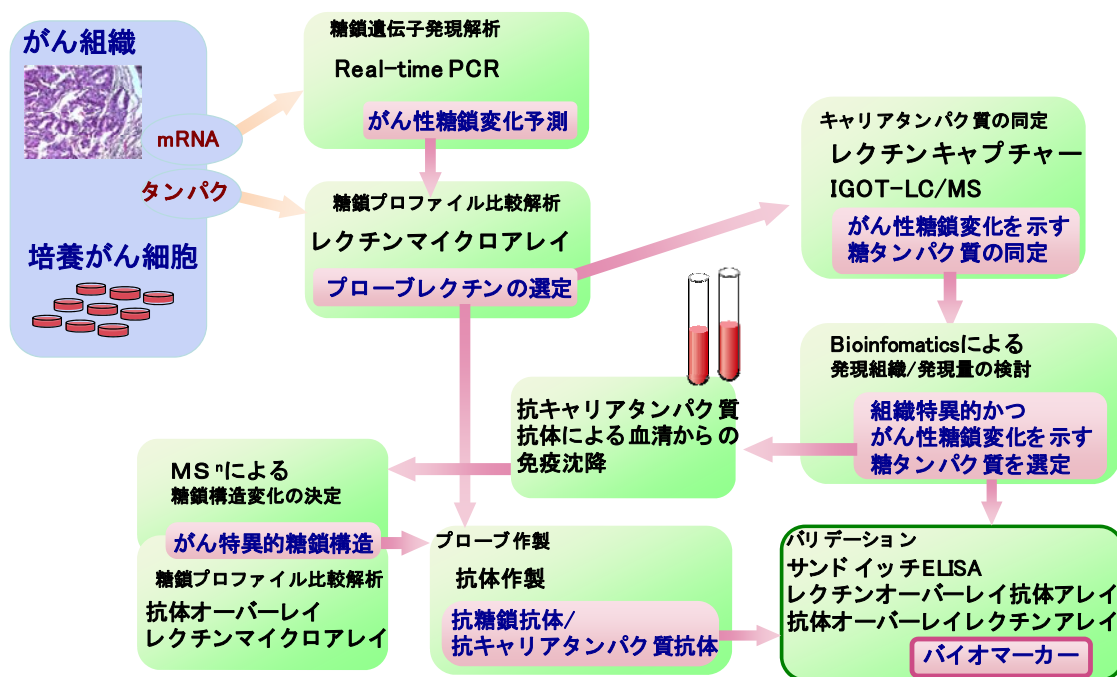 がん組織
mRNA
タンパク
培養がん細胞
糖鎖遺伝子発現解析
Real-time PCR
がん性糖鎖変化予測
糖鎖プロファイル比較解析
レクチンマイクロアレイ
プローブレクチンの選定
キャリアタンパク質の同定
レクチンキャプチャー
IGOT-LC/MS
がん性糖鎖変化を示す
糖タンパク質の同定
Bioinfomaticsによる
発現組織/発現量の検討
組織特異的かつ
がん性糖鎖変化を示す
糖タンパク質を選定
抗キャリアタンパク質
抗体による血清からの
免疫沈降
MSⁿによる
糖鎖構造変化の決定
がん特異的糖鎖構造
糖鎖プロファイル比較解析
抗体オーバーレイ
レクチンマイクロアレイ
プローブ作製
抗体作製
抗糖鎖抗体/
抗キャリアタンパク質抗体
バリデーション
サンドイッチELISA
レクチンオーバーレイ抗体アレイ
抗体オーバーレイレクチンアレイ
バイオマーカー